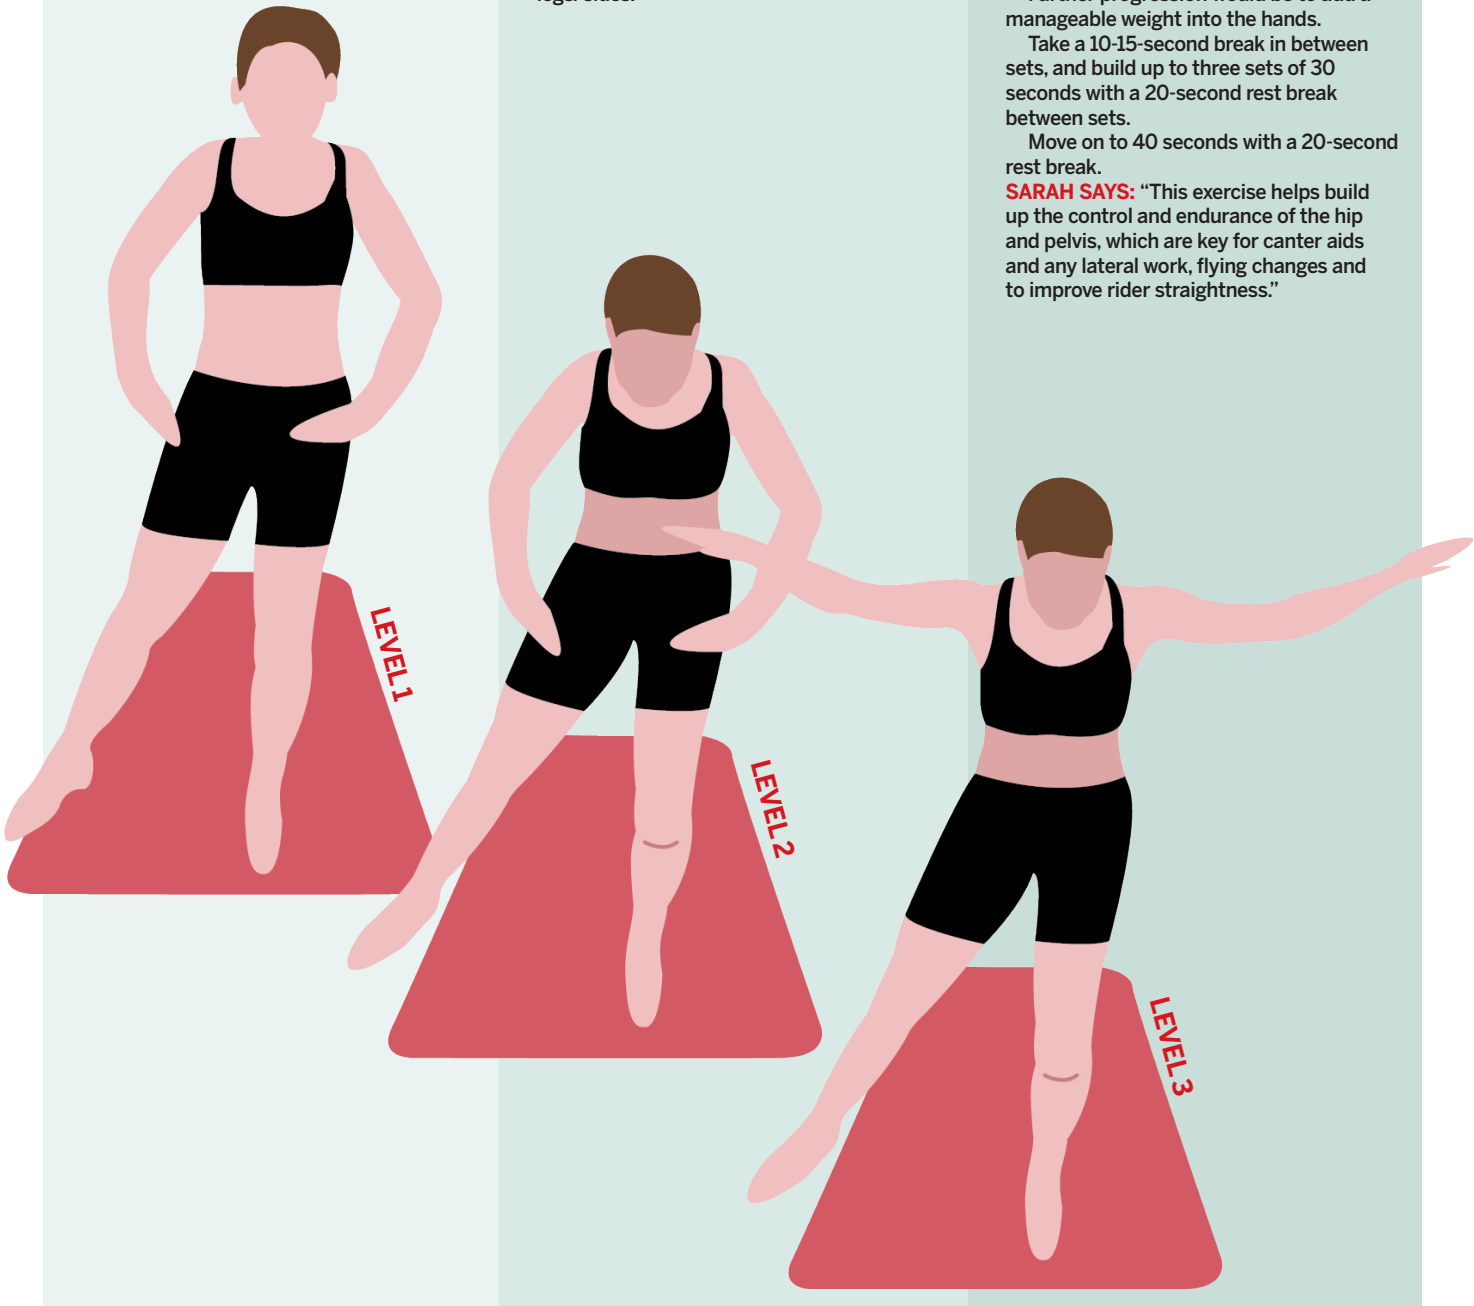 manageable weight into the hands.
Take a 10-15-second break in between
sets, and build up to three sets of 30
seconds with a 20-second rest break
between sets.
Move on to 40 seconds with a 20-second
rest break.
SARAH SAYS: “This exercise helps build
up the control and endurance of the hip
and pelvis, which are key for canter aids
and any lateral work, flying changes and
to improve rider straightness.”
LEVEL 1
LEVEL 2
LEVEL 3